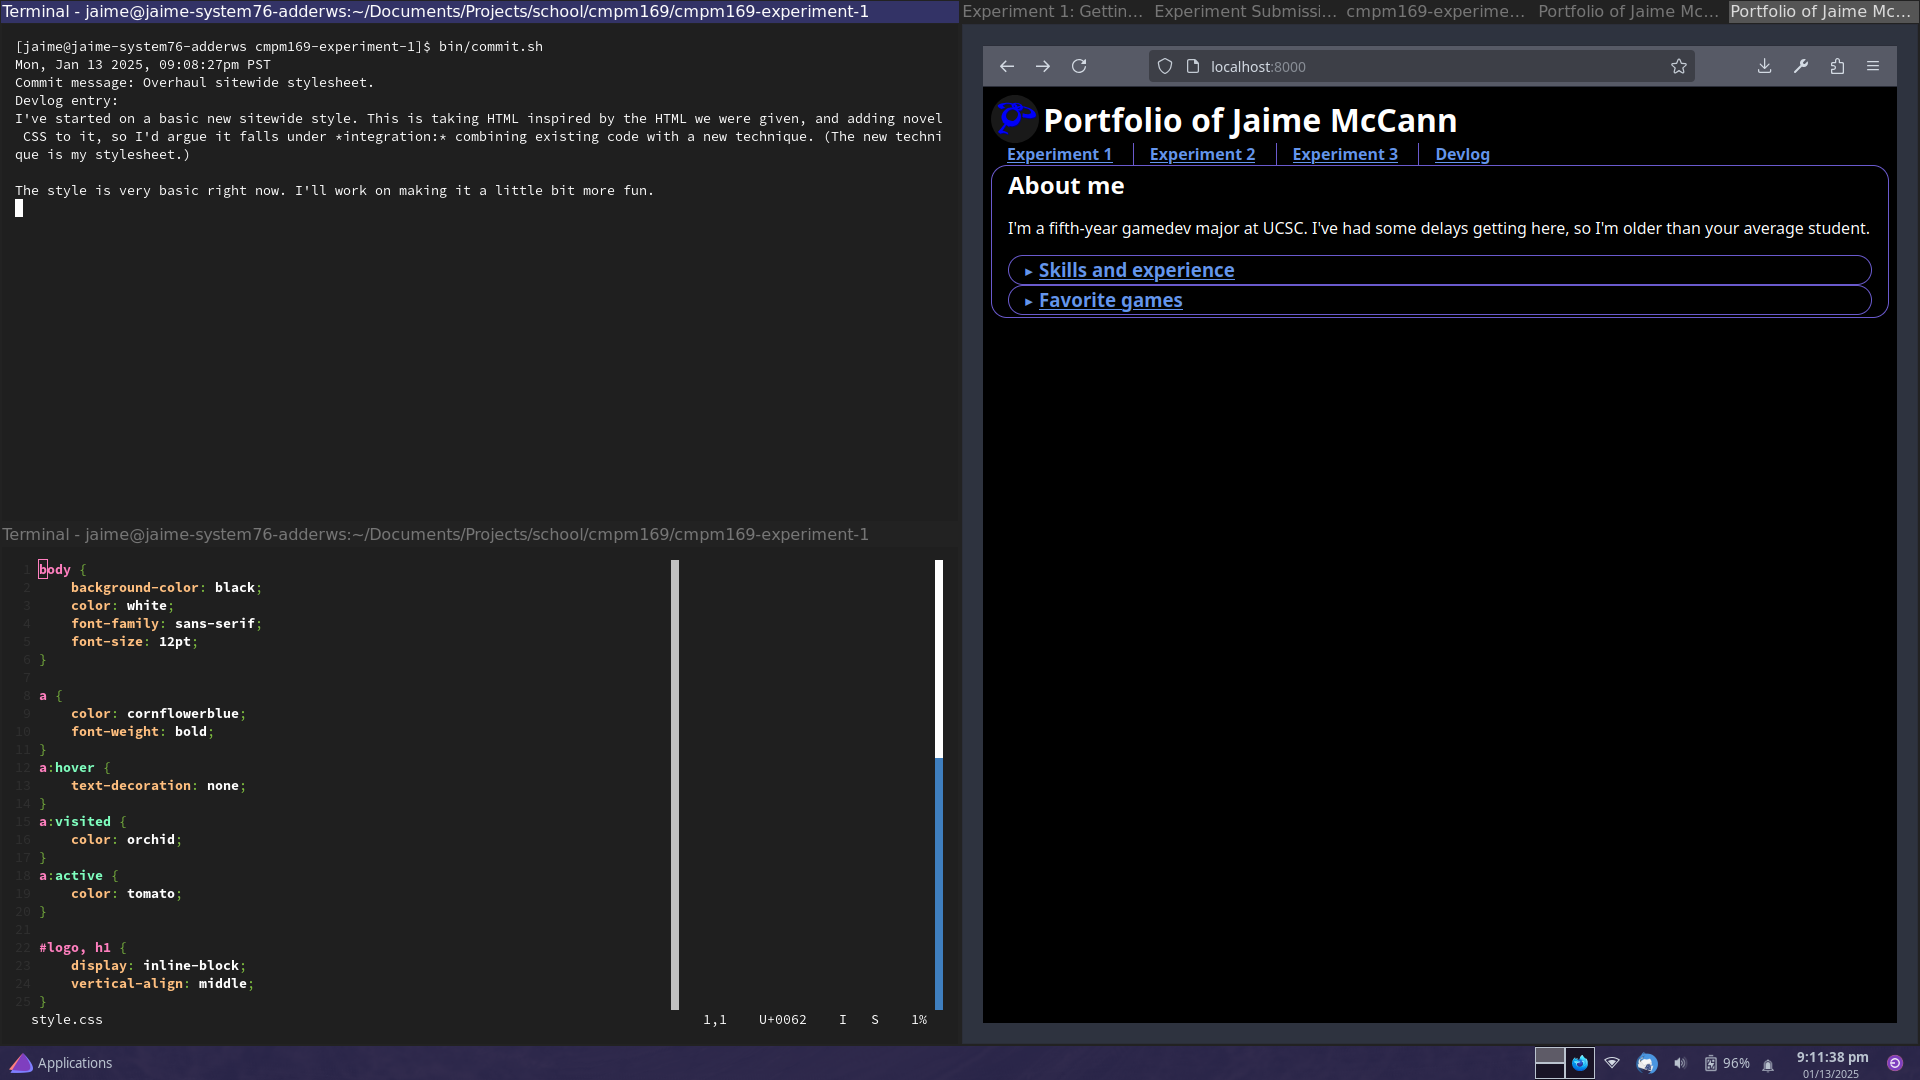 Terminal - jaime@jaime-system76-adderws:~/Documents/Projects/school/cmpm169/cmpm169-experiment-1
[jaime@jaime-system76-adderws cmpm169-experiment-1]$ bin/commit.sh
Mon, Jan 13 2025, 09:08:27pm PST
Commit message: Overhaul sitewide stylesheet.
Devlog entry:
I've started on a basic new sitewide style. This is taking HTML inspired by the HTML we were given, and adding novel
 CSS to it, so I'd argue it falls under *integration:* combining existing code with a new technique. (The new techni
que is my stylesheet.)
The style is very basic right now. I'll work on making it a little bit more fun.
Terminal - jaime@jaime-system76-adderws:~/Documents/Projects/school/cmpm169/cmpm169-experiment-1
1 body {
2     background-color: black;
3     color: white;
4     font-family: sans-serif;
5     font-size: 12pt;
6 }
7
8 a {
9     color: cornflowerblue;
10     font-weight: bold;
11 }
12 a:hover {
13     text-decoration: none;
14 }
15 a:visited {
16     color: orchid;
17 }
18 a:active {
19     color: tomato;
20 }
21
22 #logo, h1 {
23     display: inline-block;
24     vertical-align: middle;
25 }
style.css 1,1 U+0062 I S 1%
Experiment 1: Gettin... Experiment Submissi... cmpm169-experime... Portfolio of Jaime Mc... Portfolio of Jaime Mc...
localhost:8000
Portfolio of Jaime McCann
Experiment 1 Experiment 2 Experiment 3 Devlog
About me
I'm a fifth-year gamedev major at UCSC. I've had some delays getting here, so I'm older than your average student.
▸ Skills and experience
▸ Favorite games
Applications 96% 9:11:38 pm
01/13/2025